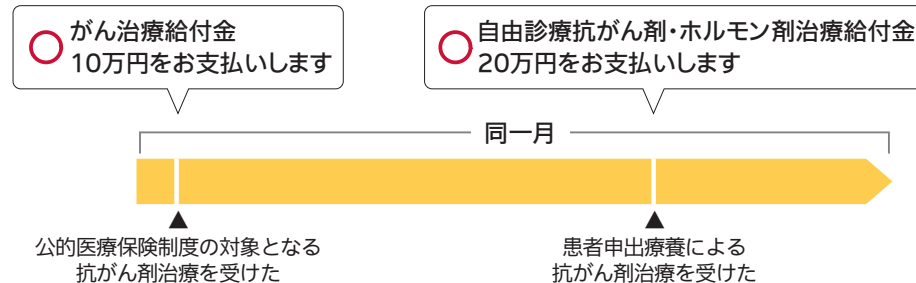 がん治療給付金
10万円をお支払いします
自由診療抗がん剤・ホルモン剤治療給付金
20万円をお支払いします
同一月
公的医療保険制度の対象となる
抗がん剤治療を受けた
患者申出療養による
抗がん剤治療を受けた